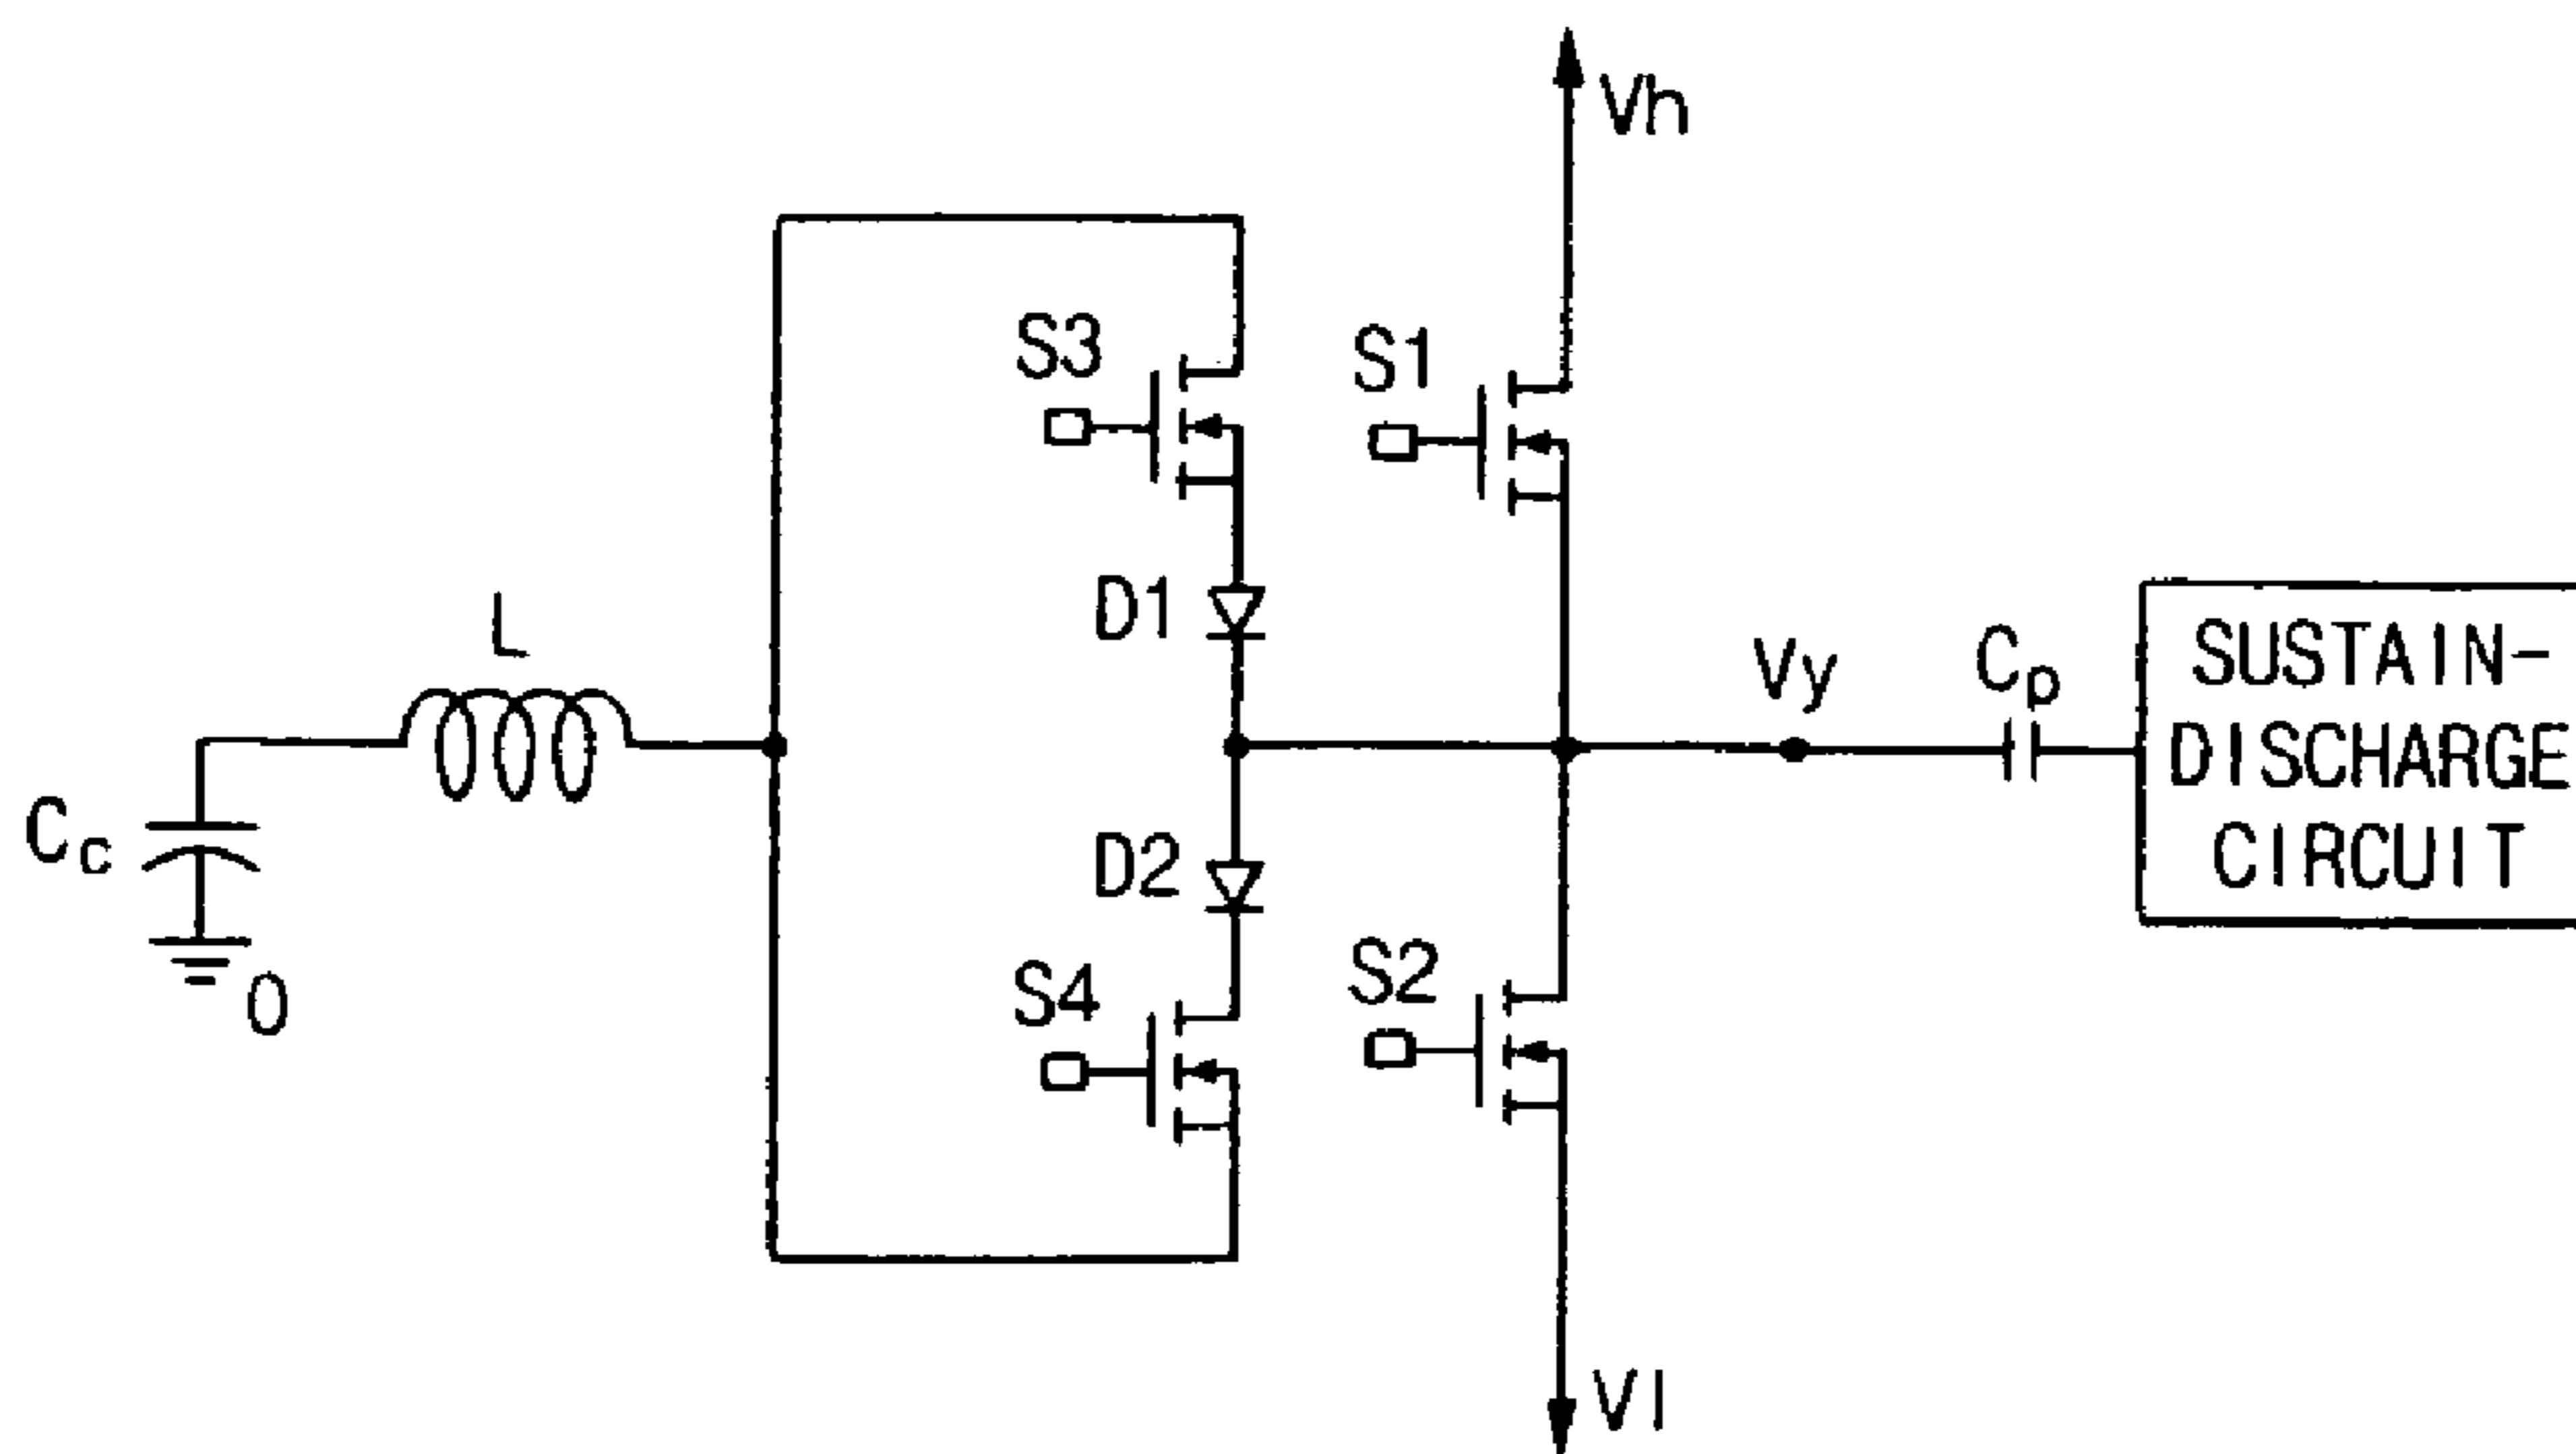 Vh
S3
S1
D1
L
Vy
Cp
SUSTAIN-
DISCHARGE
CIRCUIT
Cc
D2
S4
S2
0
Vl